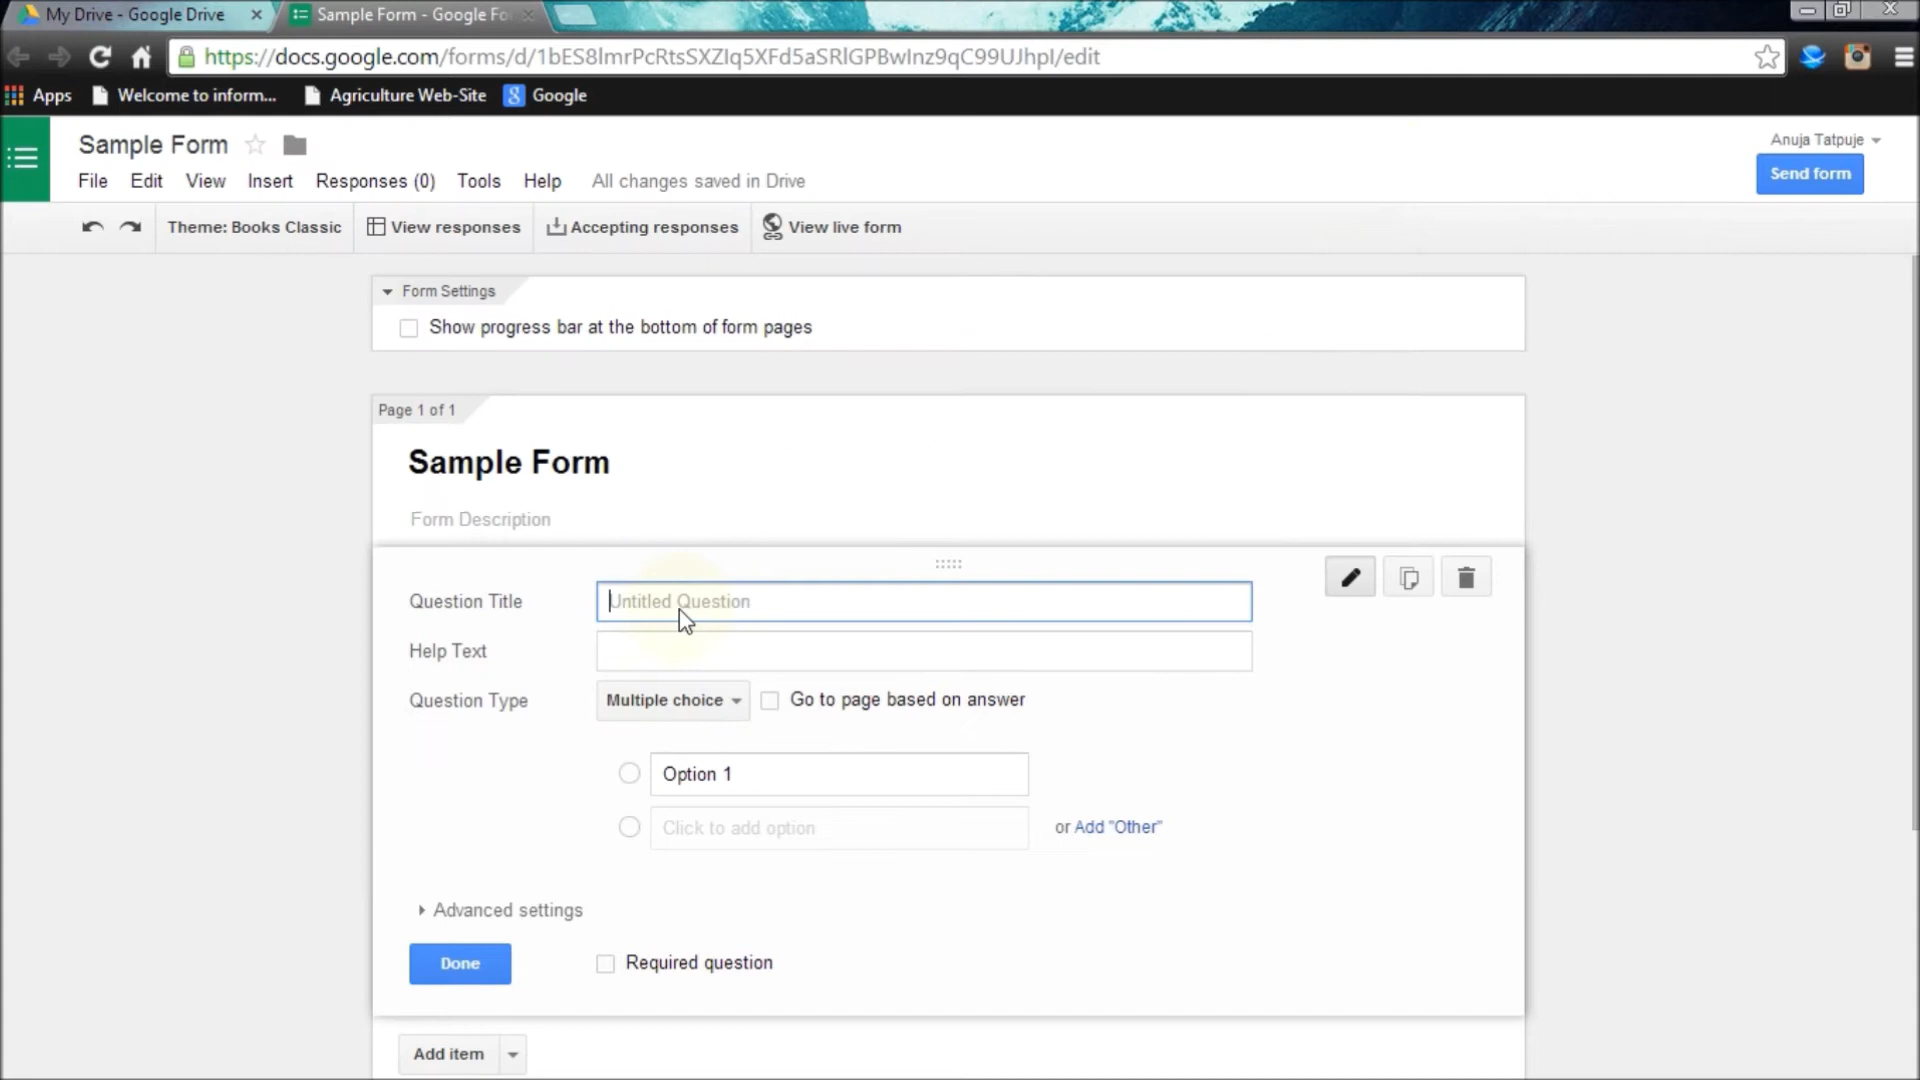 My Drive - Google Drive
Sample Form - Google Fo
https://docs.google.com/forms/d/1bES8lmrPcRtsSXZIq5XFd5aSRlGPBwInz9qC99UJhpI/edit
Apps Welcome to inform... Agriculture Web-Site Google
Sample Form
Anuja Tatpuje
File Edit View Insert Responses (0) Tools Help All changes saved in Drive
Send form
Theme: Books Classic View responses Accepting responses View live form
Form Settings
Show progress bar at the bottom of form pages
Page 1 of 1
Sample Form
Form Description
Question Title Untitled Question
Help Text
Question Type Multiple choice Go to page based on answer
Option 1
Click to add option or Add "Other"
Advanced settings
Done Required question
Add item